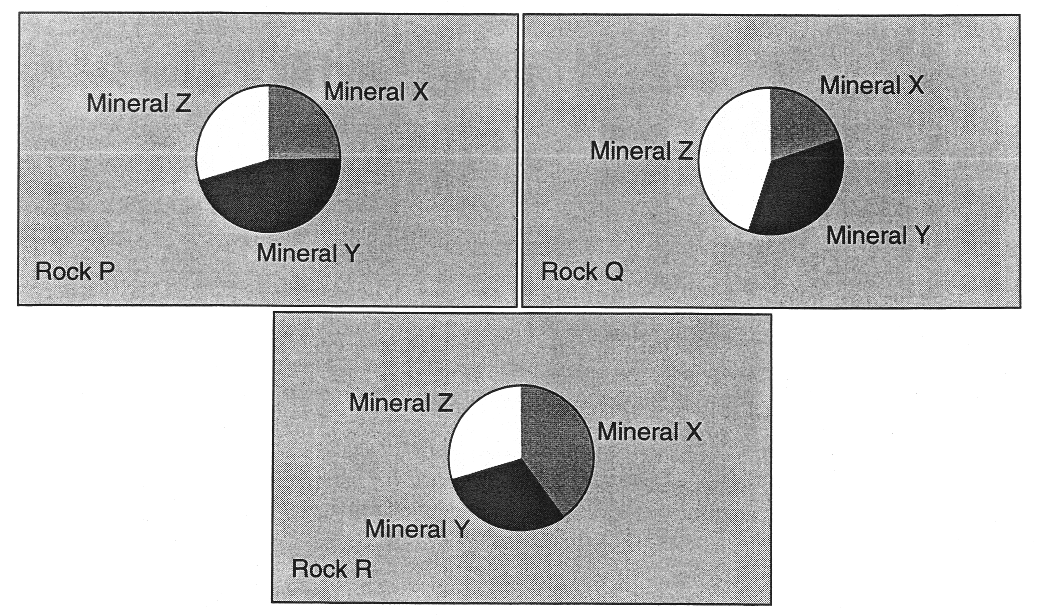 Mineral Z
Mineral X
Mineral Y
Rock P
Mineral X
Mineral Z
Mineral Y
Rock Q
Mineral Z
Mineral X
Mineral Y
Rock R